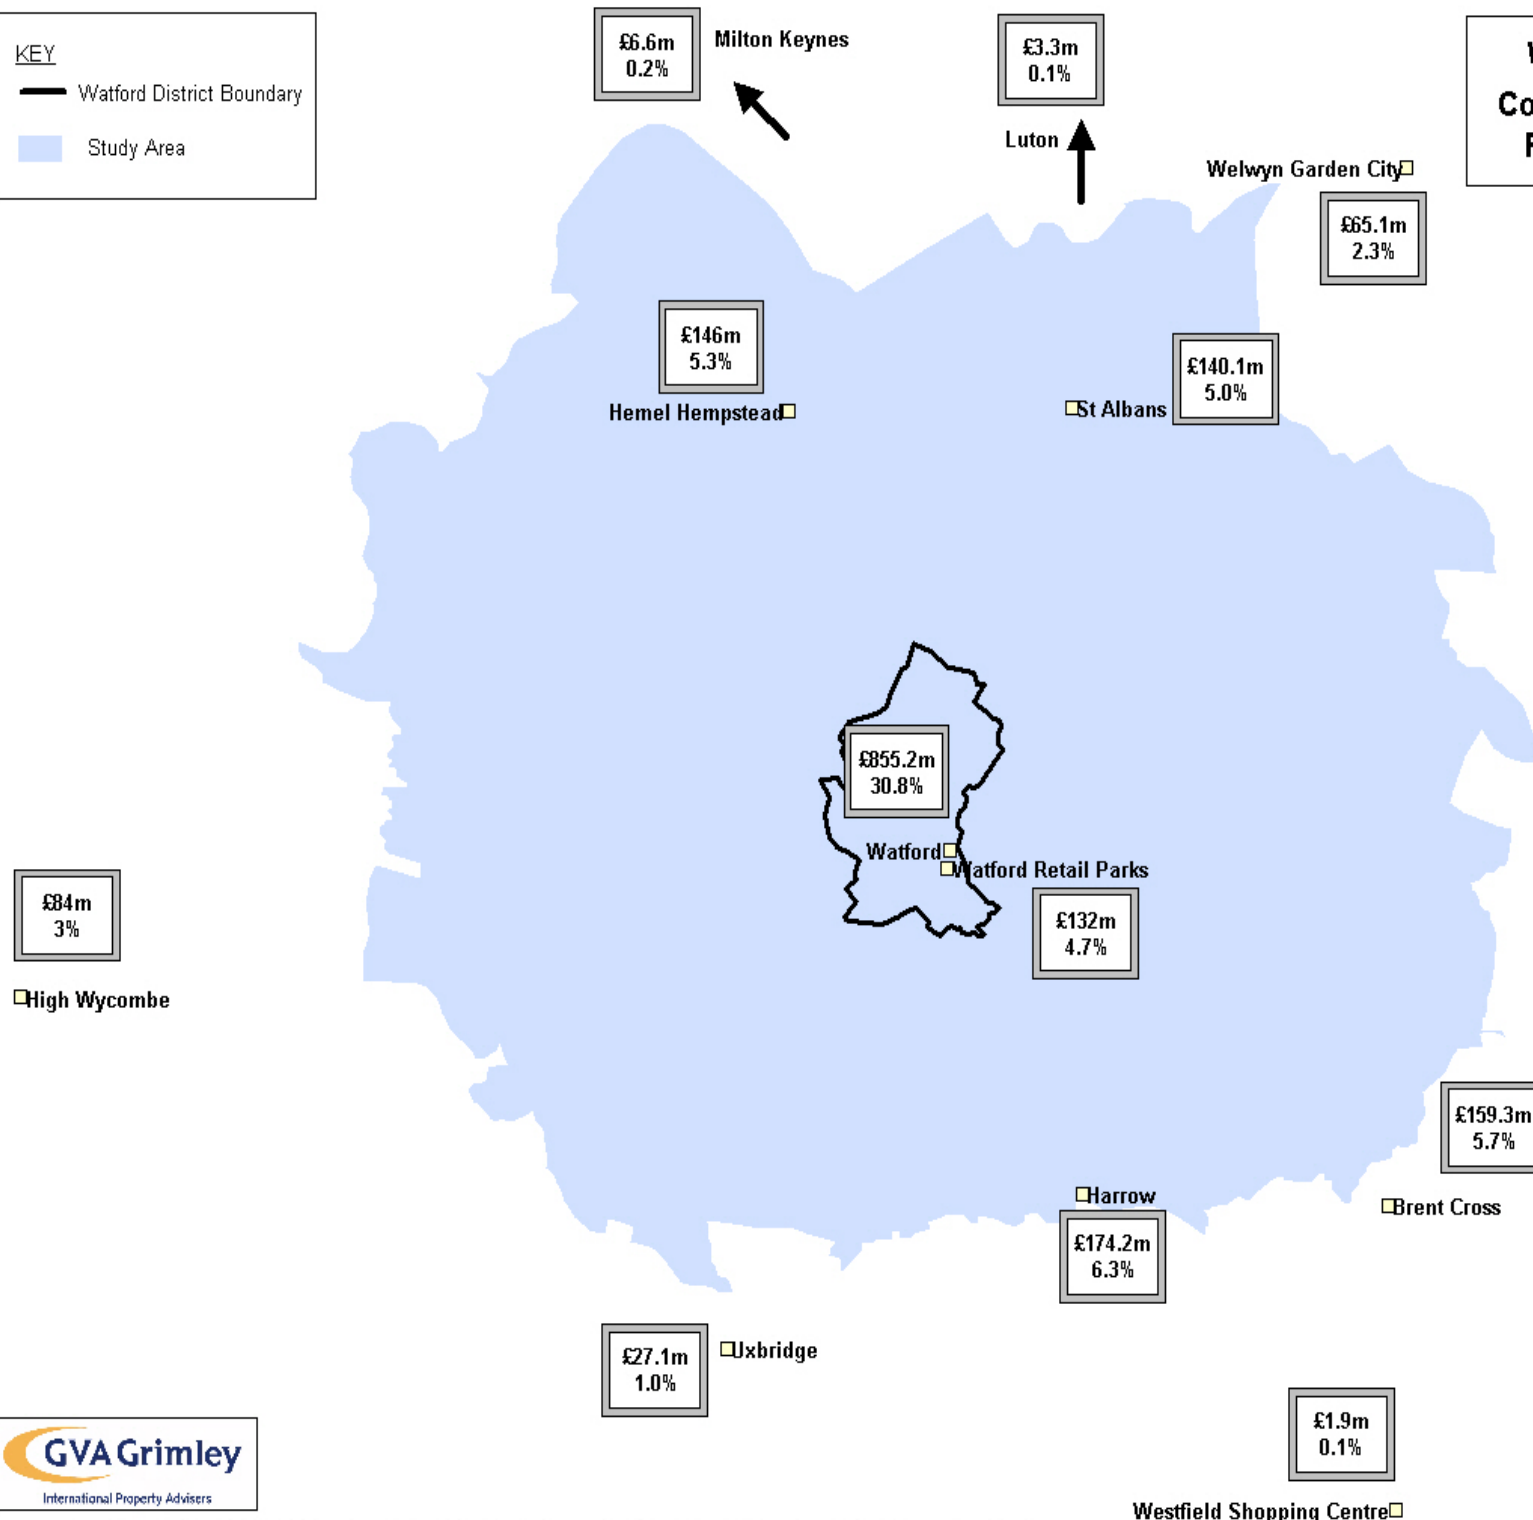 KEY
Watford District Boundary
Study Area
£6.6m
0.2%
Milton Keynes
£3.3m
0.1%
Luton
Welwyn Garden City
£65.1m
2.3%
£146m
5.3%
Hemel Hempstead
£140.1m
5.0%
St Albans
£855.2m
30.8%
Watford
Watford Retail Parks
£132m
4.7%
£84m
3%
High Wycombe
£159.3m
5.7%
Brent Cross
Harrow
£174.2m
6.3%
£27.1m
1.0%
Uxbridge
£1.9m
0.1%
Westfield Shopping Centre
GVA Grimley
International Property Advisers